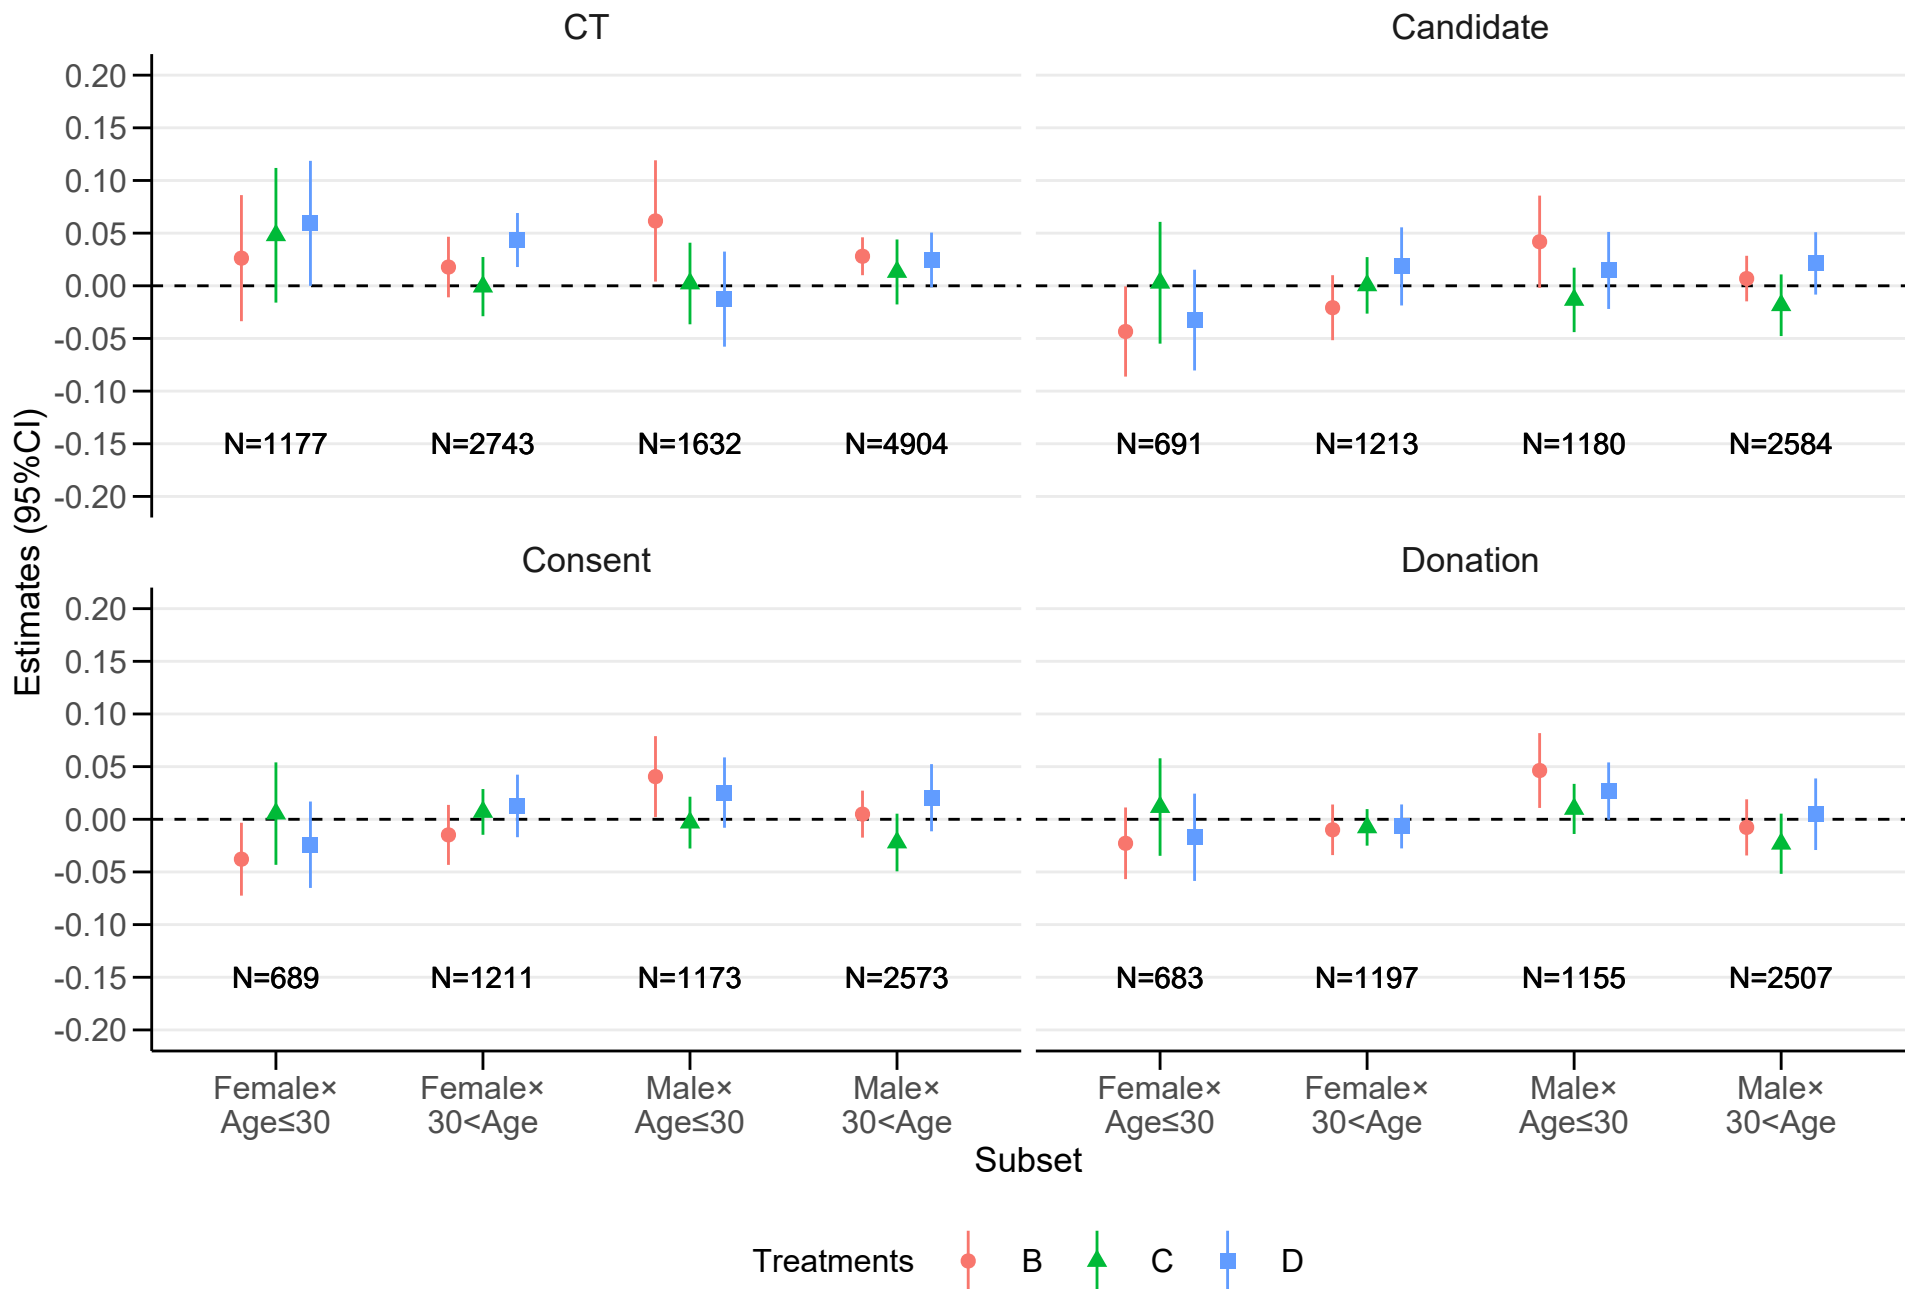 CT
Candidate
0.20
0.15
0.10
0.05
0.00
-0.05
-0.10
-0.15
-0.20
N=1177
N=2743
N=1632
N=4904
N=691
N=1213
N=1180
N=2584
Estimates (95%CI)
Consent
Donation
0.20
0.15
0.10
0.05
0.00
-0.05
-0.10
-0.15
-0.20
N=689
N=1211
N=1173
N=2573
N=683
N=1197
N=1155
N=2507
Female×
Age≤30
Female×
30<Age
Male×
Age≤30
Male×
30<Age
Female×
Age≤30
Female×
30<Age
Male×
Age≤30
Male×
30<Age
Subset
Treatments B C D